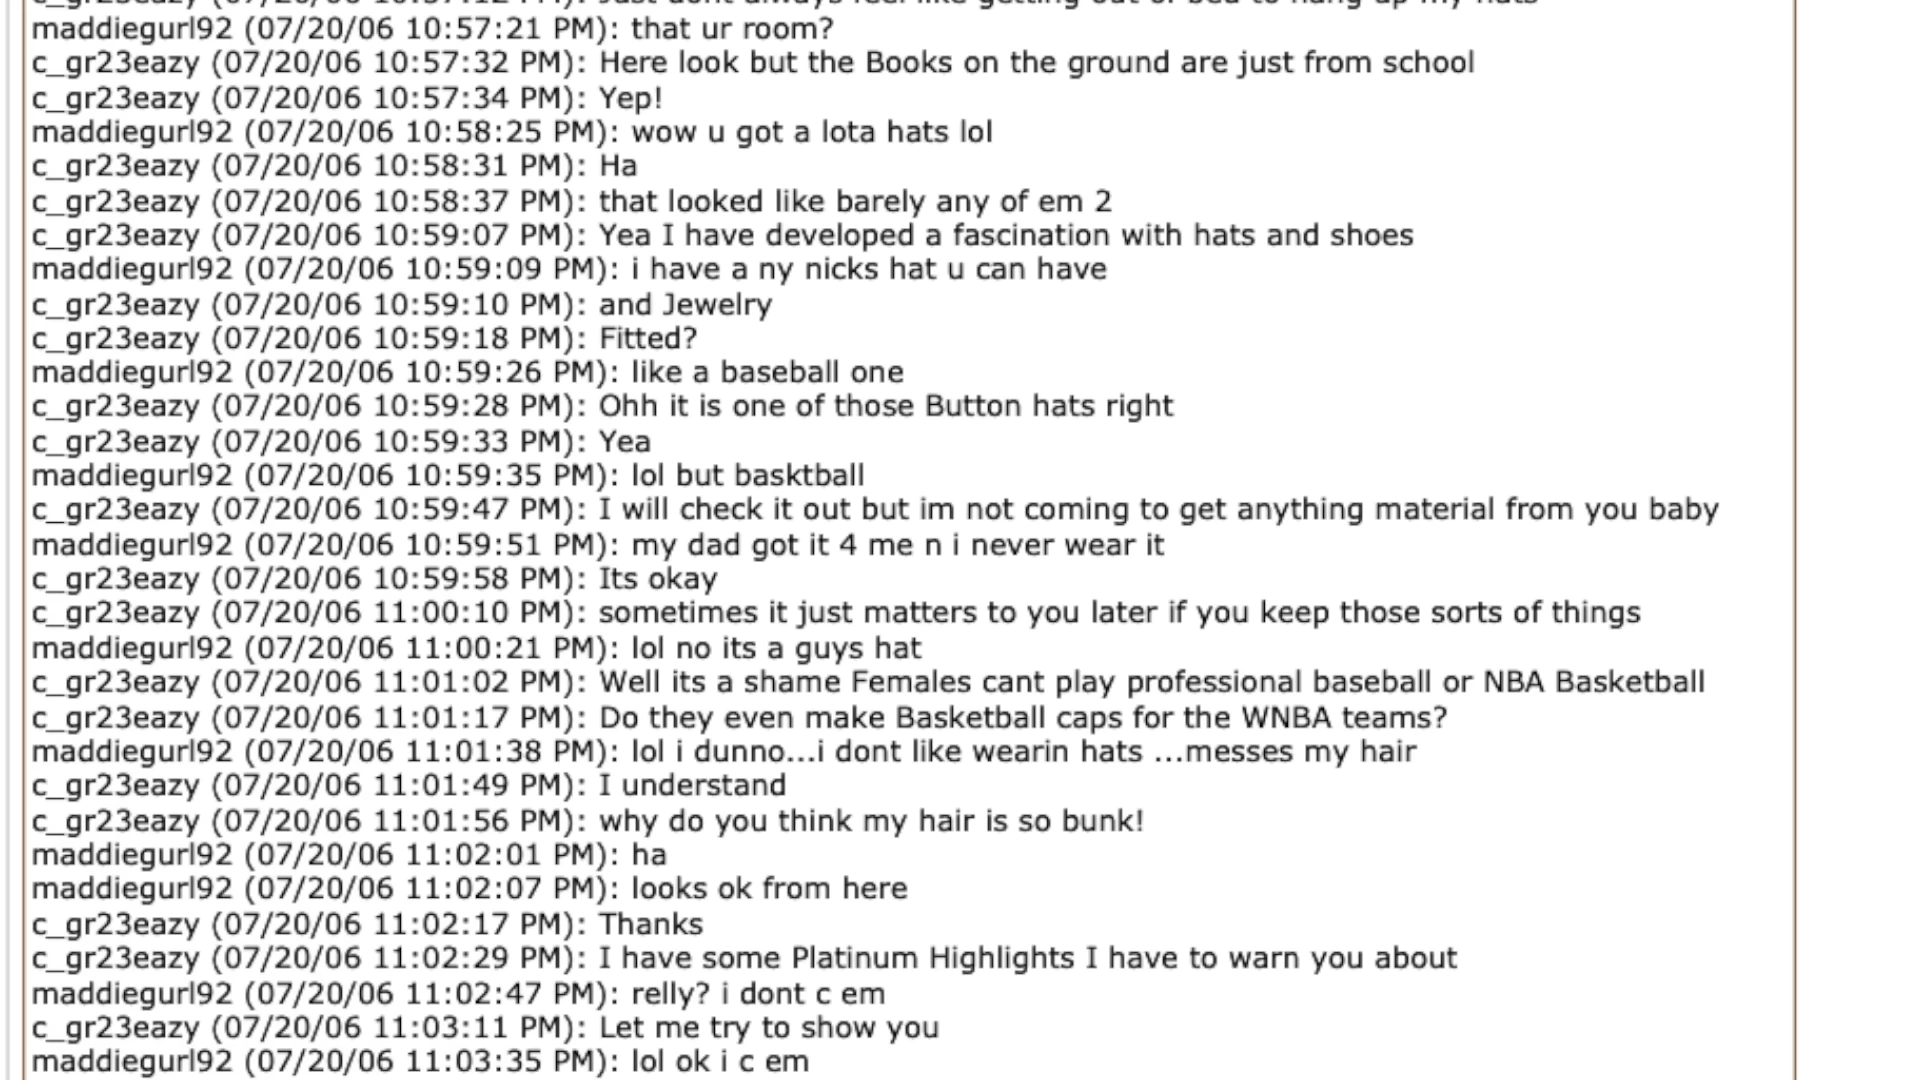 c_gr23eazy (07/20/06 10:57:12 PM): Just dont always feel like getting out of bed to hang up my hats
maddiegurl92 (07/20/06 10:57:21 PM): that ur room?
c_gr23eazy (07/20/06 10:57:32 PM): Here look but the Books on the ground are just from school
c_gr23eazy (07/20/06 10:57:34 PM): Yep!
maddiegurl92 (07/20/06 10:58:25 PM): wow u got a lota hats lol
c_gr23eazy (07/20/06 10:58:31 PM): Ha
c_gr23eazy (07/20/06 10:58:37 PM): that looked like barely any of em 2
c_gr23eazy (07/20/06 10:59:07 PM): Yea I have developed a fascination with hats and shoes
maddiegurl92 (07/20/06 10:59:09 PM): i have a ny nicks hat u can have
c_gr23eazy (07/20/06 10:59:10 PM): and Jewelry
c_gr23eazy (07/20/06 10:59:18 PM): Fitted?
maddiegurl92 (07/20/06 10:59:26 PM): like a baseball one
c_gr23eazy (07/20/06 10:59:28 PM): Ohh it is one of those Button hats right
c_gr23eazy (07/20/06 10:59:33 PM): Yea
maddiegurl92 (07/20/06 10:59:35 PM): lol but basktball
c_gr23eazy (07/20/06 10:59:47 PM): I will check it out but im not coming to get anything material from you baby
maddiegurl92 (07/20/06 10:59:51 PM): my dad got it 4 me n i never wear it
c_gr23eazy (07/20/06 10:59:58 PM): Its okay
c_gr23eazy (07/20/06 11:00:10 PM): sometimes it just matters to you later if you keep those sorts of things
maddiegurl92 (07/20/06 11:00:21 PM): lol no its a guys hat
c_gr23eazy (07/20/06 11:01:02 PM): Well its a shame Females cant play professional baseball or NBA Basketball
c_gr23eazy (07/20/06 11:01:17 PM): Do they even make Basketball caps for the WNBA teams?
maddiegurl92 (07/20/06 11:01:38 PM): lol i dunno...i dont like wearin hats ...messes my hair
c_gr23eazy (07/20/06 11:01:49 PM): I understand
c_gr23eazy (07/20/06 11:01:56 PM): why do you think my hair is so bunk!
maddiegurl92 (07/20/06 11:02:01 PM): ha
maddiegurl92 (07/20/06 11:02:07 PM): looks ok from here
c_gr23eazy (07/20/06 11:02:17 PM): Thanks
c_gr23eazy (07/20/06 11:02:29 PM): I have some Platinum Highlights I have to warn you about
maddiegurl92 (07/20/06 11:02:47 PM): relly? i dont c em
c_gr23eazy (07/20/06 11:03:11 PM): Let me try to show you
maddiegurl92 (07/20/06 11:03:35 PM): lol ok i c em